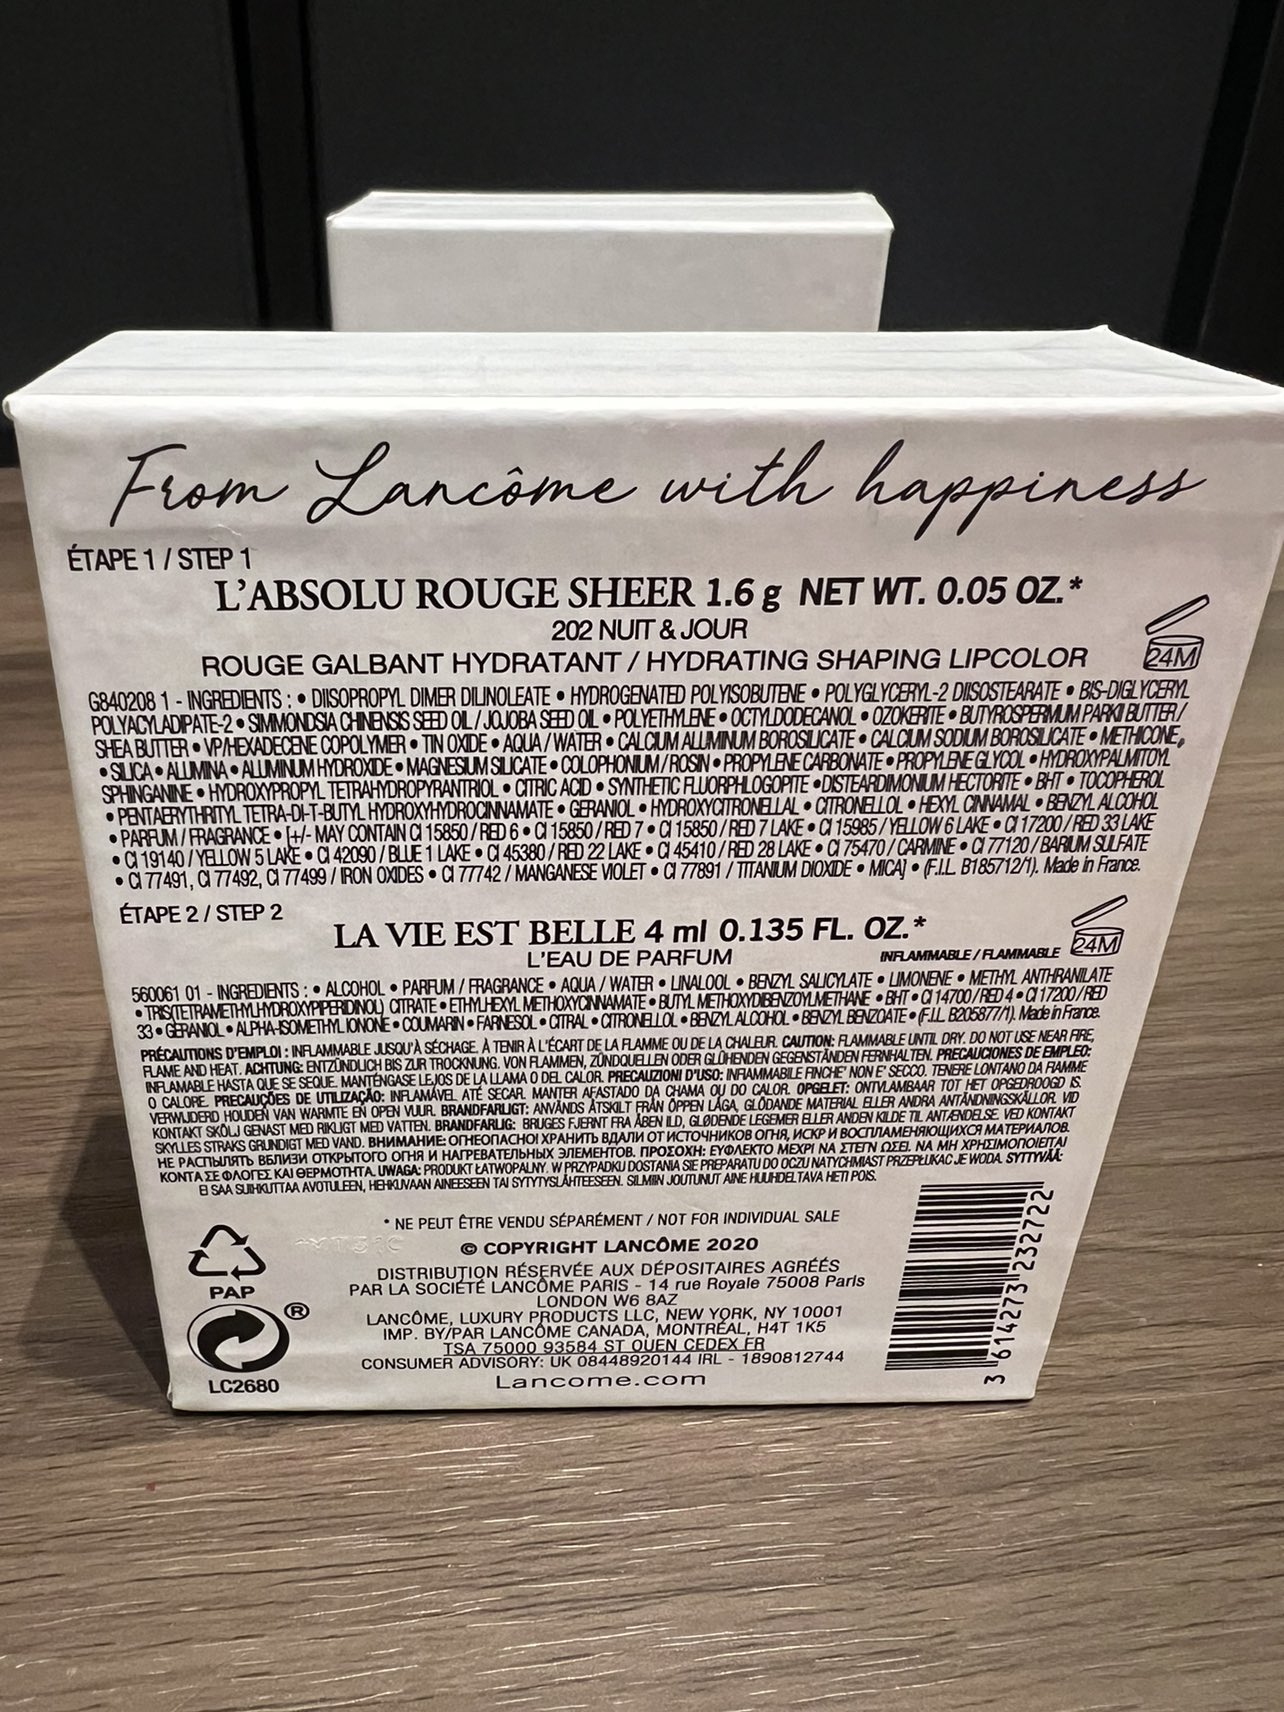 From Lancôme with happiness
ÉTAPE 1 / STEP 1
L'ABSOLU ROUGE SHEER 1.6 g NET WT. 0.05 OZ.*
202 NUIT & JOUR
ROUGE GALBANT HYDRATANT / HYDRATING SHAPING LIPCOLOR
24M
G840208 1 - INGREDIENTS : • DIISOPROPYL DIMER DILINOLEATE • HYDROGENATED POLYISOBUTENE • POLYGLYCERYL-2 DIISOSTEARATE • BIS-DIGLYCERYL
POLYACYLADIPATE-2 • SIMMONDSIA CHINENSIS SEED OIL / JOJOBA SEED OIL • POLYETHYLENE • OCTYLDODECANOL • OZOKERITE • BUTYROSPERMUM PARKII BUTTER /
SHEA BUTTER • VP/HEXADECENE COPOLYMER • TIN OXIDE • AQUA / WATER • CALCIUM ALUMINUM BOROSILICATE • CALCIUM SODIUM BOROSILICATE • METHICONE
• SILICA • ALUMINA • ALUMINUM HYDROXIDE • MAGNESIUM SILICATE • COLOPHONIUM / ROSIN • PROPYLENE CARBONATE • PROPYLENE GLYCOL • HYDROXYPALMITOYL
SPHINGANINE • HYDROXYPROPYL TETRAHYDROPYRANTRIOL • CITRIC ACID • SYNTHETIC FLUORPHLOGOPITE • DISTEARDIMONIUM HECTORITE • BHT • TOCOPHEROL
• PENTAERYTHRITYL TETRA-DI-T-BUTYL HYDROXYHYDROCINNAMATE • GERANIOL • HYDROXYCITRONELLAL • CITRONELLOL • HEXYL CINNAMAL • BENZYL ALCOHOL
• PARFUM / FRAGRANCE • [+/- MAY CONTAIN CI 15850 / RED 6 • CI 15850 / RED 7 • CI 15850 / RED 7 LAKE • CI 15985 / YELLOW 6 LAKE • CI 17200 / RED 33 LAKE
• CI 19140 / YELLOW 5 LAKE • CI 42090 / BLUE 1 LAKE • CI 45380 / RED 22 LAKE • CI 45410 / RED 28 LAKE • CI 75470 / CARMINE • CI 77120 / BARIUM SULFATE
• CI 77491, CI 77492, CI 77499 / IRON OXIDES • CI 77742 / MANGANESE VIOLET • CI 77891 / TITANIUM DIOXIDE • MICA] • (F.I.L. B185712/1). Made in France.
ÉTAPE 2 / STEP 2
LA VIE EST BELLE 4 ml 0.135 FL. OZ.*
L'EAU DE PARFUM
INFLAMMABLE / FLAMMABLE
24M
560061 01 - INGREDIENTS : • ALCOHOL • PARFUM / FRAGRANCE • AQUA / WATER • LINALOOL • BENZYL SALICYLATE • LIMONENE • METHYL ANTHRANILATE
• TRIS(TETRAMETHYLHYDROXYPIPERIDINOL) CITRATE • ETHYLHEXYL METHOXYCINNAMATE • BUTYL METHOXYDIBENZOYLMETHANE • BHT • CI 14700 / RED 4 • CI 17200 / RED
33 • GERANIOL • ALPHA-ISOMETHYL IONONE • COUMARIN • FARNESOL • CITRAL • CITRONELLOL • BENZYL ALCOHOL • BENZYL BENZOATE • (F.I.L. B205877/1). Made in France.
PRÉCAUTIONS D'EMPLOI : INFLAMMABLE JUSQU'À SÉCHAGE. À TENIR À L'ÉCART DE LA FLAMME OU DE LA CHALEUR. CAUTION: FLAMMABLE UNTIL DRY. DO NOT USE NEAR FIRE,
FLAME AND HEAT. ACHTUNG: ENTZÜNDLICH BIS ZUR TROCKNUNG. VON FLAMMEN, ZÜNDQUELLEN ODER GLÜHENDEN GEGENSTÄNDEN FERNHALTEN. PRECAUCIONES DE EMPLEO:
INFLAMABLE HASTA QUE SE SEQUE. MANTÉNGASE LEJOS DE LA LLAMA O DEL CALOR. PRECAUZIONI D'USO: INFIAMMABILE FINCHE' NON E' SECCO. TENERE LONTANO DA FIAMME
O CALORE. PRECAUÇÕES DE UTILIZAÇÃO: INFLAMÁVEL ATÉ SECAR. MANTER AFASTADO DA CHAMA OU DO CALOR. OPGELET: ONTVLAMBAAR TOT HET OPGEDROOGD IS.
VERWIJDERD HOUDEN VAN WARMTE EN OPEN VUUR. BRANDFARLIGT: ANVÄNDS ÅTSKILT FRÅN ÖPPEN LÅGA, GLÖDANDE MATERIAL ELLER ANDRA ANTÄNDNINGSKÄLLOR. VID
KONTAKT SKÖLJ GENAST MED RIKLIGT MED VATTEN. BRANDFARLIG: BRUGES FJERNT FRA ÅBEN ILD, GLØDENDE LEGEMER ELLER ANDEN KILDE TIL ANTÆNDELSE. VED KONTAKT
SKYLLES STRAKS GRUNDIGT MED VAND. ВНИМАНИЕ: ОГНЕОПАСНО! ХРАНИТЬ ВДАЛИ ОТ ИСТОЧНИКОВ ОГНЯ, ИСКР И ВОСПЛАМЕНЯЮЩИХСЯ МАТЕРИАЛОВ.
НЕ РАСПЫЛЯТЬ ВБЛИЗИ ОТКРЫТОГО ОГНЯ И НАГРЕВАТЕЛЬНЫХ ЭЛЕМЕНТОВ. ΠΡΟΣΟΧΗ: ΕΥΦΛΕΚΤΟ ΜΕΧΡΙ ΝΑ ΣΤΕΓΝΩΣΕΙ. ΝΑ ΜΗ ΧΡΗΣΙΜΟΠΟΙΕΙΤΑΙ
ΚΟΝΤΑ ΣΕ ΦΛΟΓΕΣ ΚΑΙ ΘΕΡΜΟΤΗΤΑ. UWAGA: PRODUKT ŁATWOPALNY. W PRZYPADKU DOSTANIA SIE PREPARATU DO OCZU NATYCHMIAST PRZEPŁUKAC JE WODA. SYTTYVÄÄ:
EI SAA SUIHKUTTAA AVOTULEEN, HEHKUVAAN AINEESEEN TAI SYTYTYSLÄHTEESEEN. SILMIIN JOUTUNUT AINE HUUHDELTAVA HETI POIS.
* NE PEUT ÊTRE VENDU SÉPARÉMENT / NOT FOR INDIVIDUAL SALE
© COPYRIGHT LANCÔME 2020
DISTRIBUTION RÉSERVÉE AUX DÉPOSITAIRES AGRÉÉS
PAR LA SOCIÉTÉ LANCÔME PARIS - 14 rue Royale 75008 Paris
LONDON W6 8AZ
LANCÔME, LUXURY PRODUCTS LLC, NEW YORK, NY 10001
IMP. BY/PAR LANCÔME CANADA, MONTRÉAL, H4T 1K5
TSA 75000 93584 ST OUEN CEDEX FR
CONSUMER ADVISORY: UK 08448920144 IRL - 1890812744
Lancome.com
PAP
®
LC2680
3 614273 232722